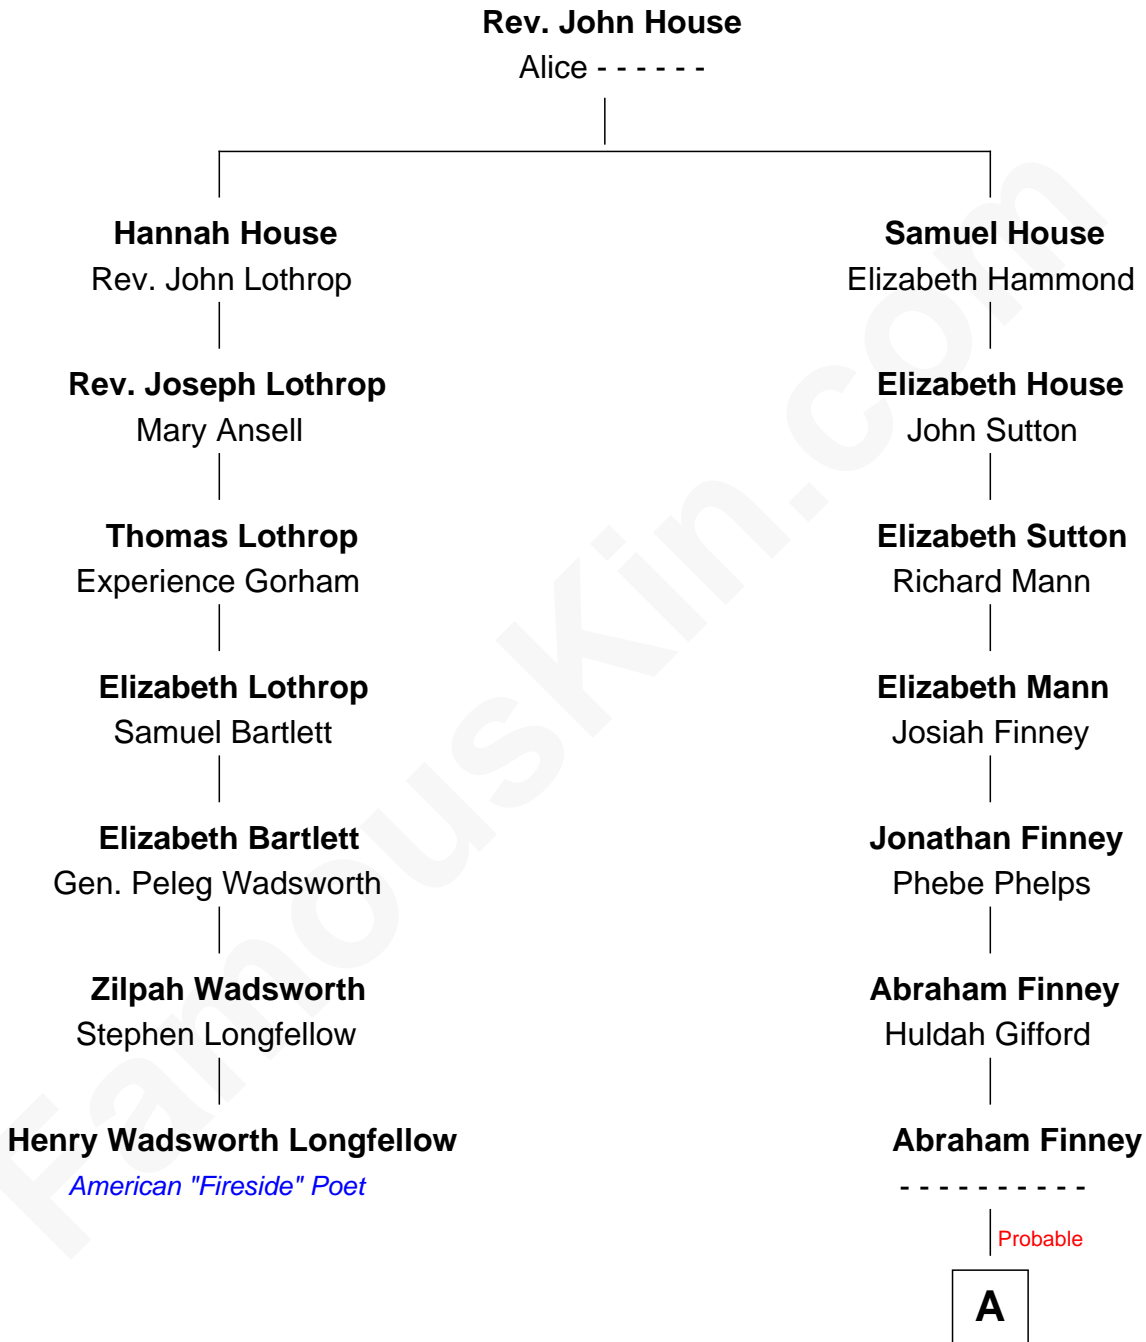 Rev. John House
Alice - - - - - -
Hannah House
Rev. John Lothrop
Samuel House
Elizabeth Hammond
Rev. Joseph Lothrop
Mary Ansell
Elizabeth House
John Sutton
Thomas Lothrop
Experience Gorham
Elizabeth Sutton
Richard Mann
Elizabeth Lothrop
Samuel Bartlett
Elizabeth Mann
Josiah Finney
Elizabeth Bartlett
Gen. Peleg Wadsworth
Jonathan Finney
Phebe Phelps
Zilpah Wadsworth
Stephen Longfellow
Abraham Finney
Huldah Gifford
Henry Wadsworth Longfellow
American "Fireside" Poet
Abraham Finney
- - - - - - - - - -
Probable
A
FamousKin.com